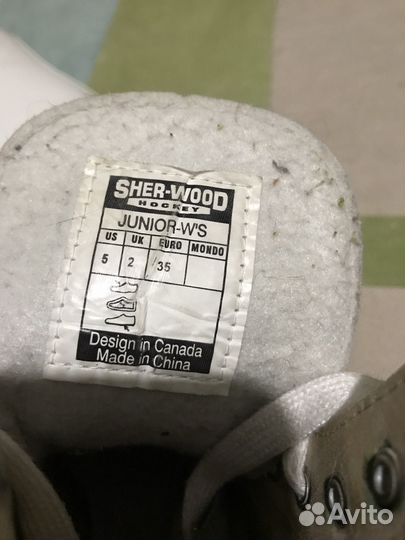 SHER-WOOD
HOCKEY
JUNIOR-W'S
US UK EURO MONDO
5 2 35
Design in Canada
Made in China
Avito